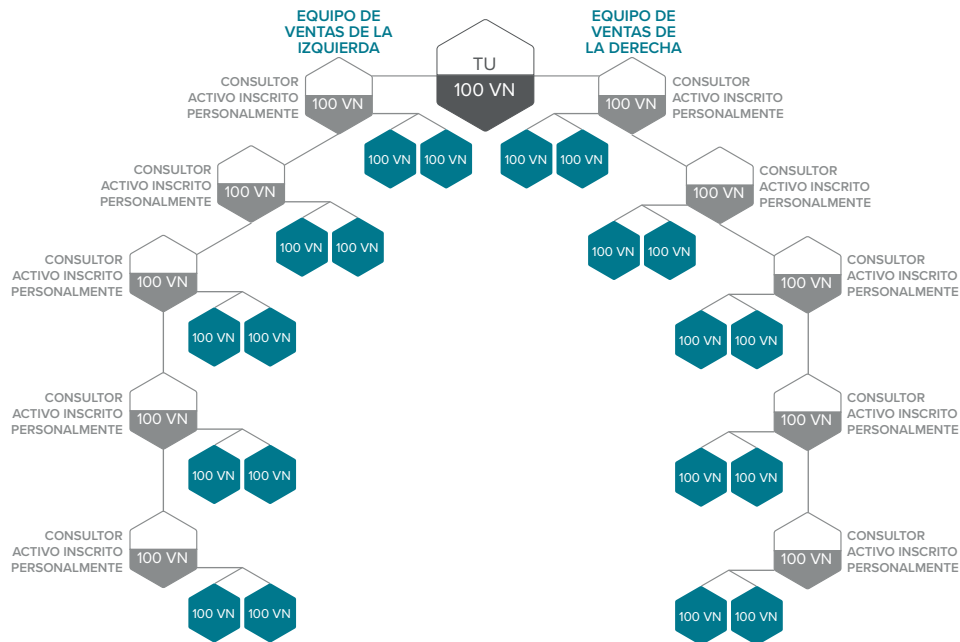 EQUIPO DE
VENTAS DE LA
IZQUIERDA
EQUIPO DE
VENTAS DE
LA DERECHA
TU
100 VN
CONSULTOR
ACTIVO INSCRITO
PERSONALMENTE
100 VN
100 VN
CONSULTOR
ACTIVO INSCRITO
PERSONALMENTE
100 VN
100 VN
100 VN
100 VN
CONSULTOR
ACTIVO INSCRITO
PERSONALMENTE
100 VN
100 VN
CONSULTOR
ACTIVO INSCRITO
PERSONALMENTE
100 VN
100 VN
100 VN
100 VN
CONSULTOR
ACTIVO INSCRITO
PERSONALMENTE
100 VN
100 VN
CONSULTOR
ACTIVO INSCRITO
PERSONALMENTE
100 VN
100 VN
100 VN
100 VN
CONSULTOR
ACTIVO INSCRITO
PERSONALMENTE
100 VN
100 VN
CONSULTOR
ACTIVO INSCRITO
PERSONALMENTE
100 VN
100 VN
100 VN
100 VN
CONSULTOR
ACTIVO INSCRITO
PERSONALMENTE
100 VN
100 VN
CONSULTOR
ACTIVO INSCRITO
PERSONALMENTE
100 VN
100 VN
100 VN
100 VN